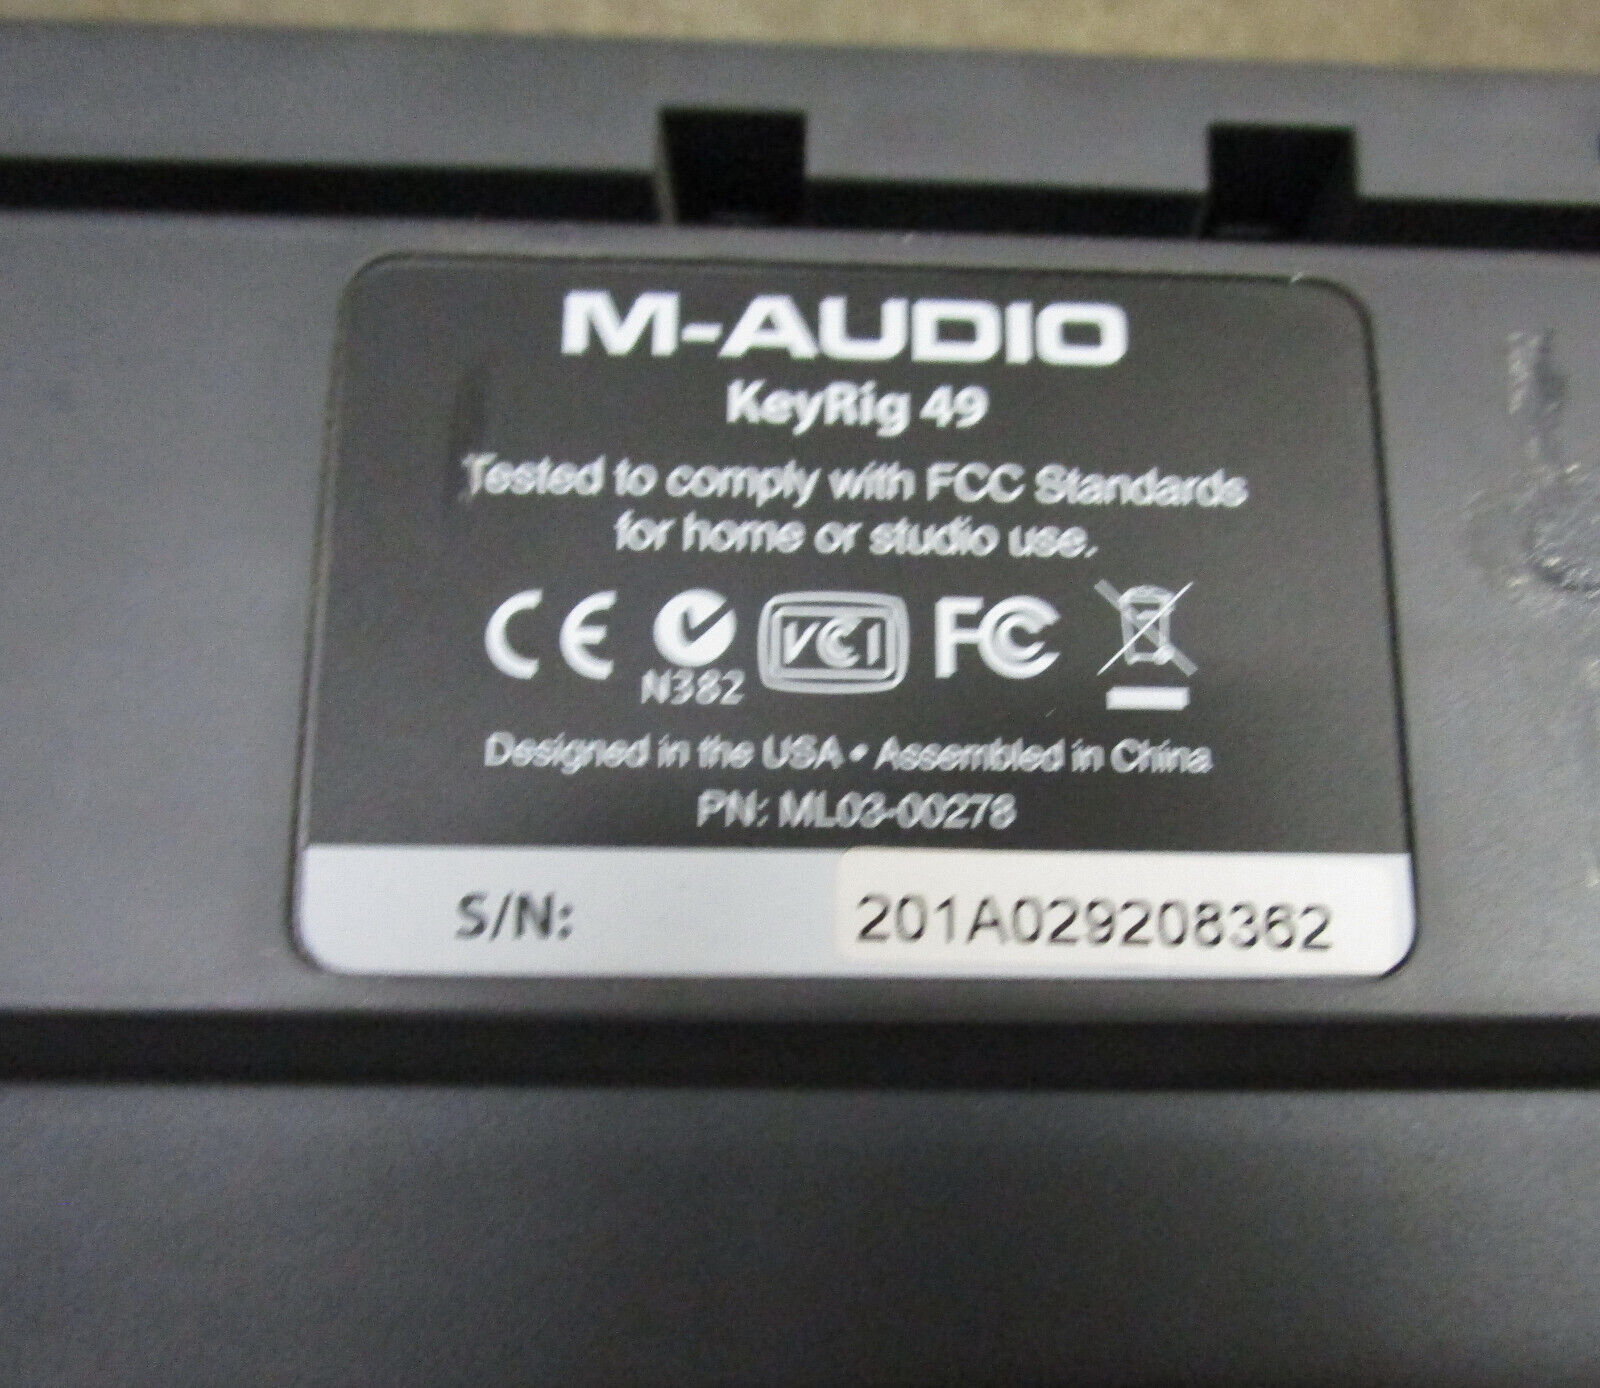 M-AUDIO
KeyRig 49
Tested to comply with FCC Standards
for home or studio use.
CE N382 VCI FC
Designed in the USA • Assembled in China
PN: ML03-00278
S/N: 201A029208362